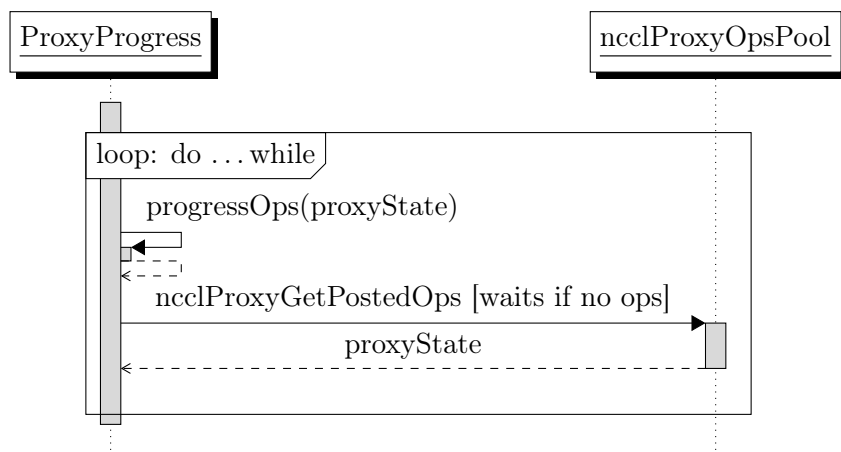 ProxyProgress
ncclProxyOpsPool
loop: do ...while
progressOps(proxyState)
ncclProxyGetPostedOps [waits if no ops]
proxyState